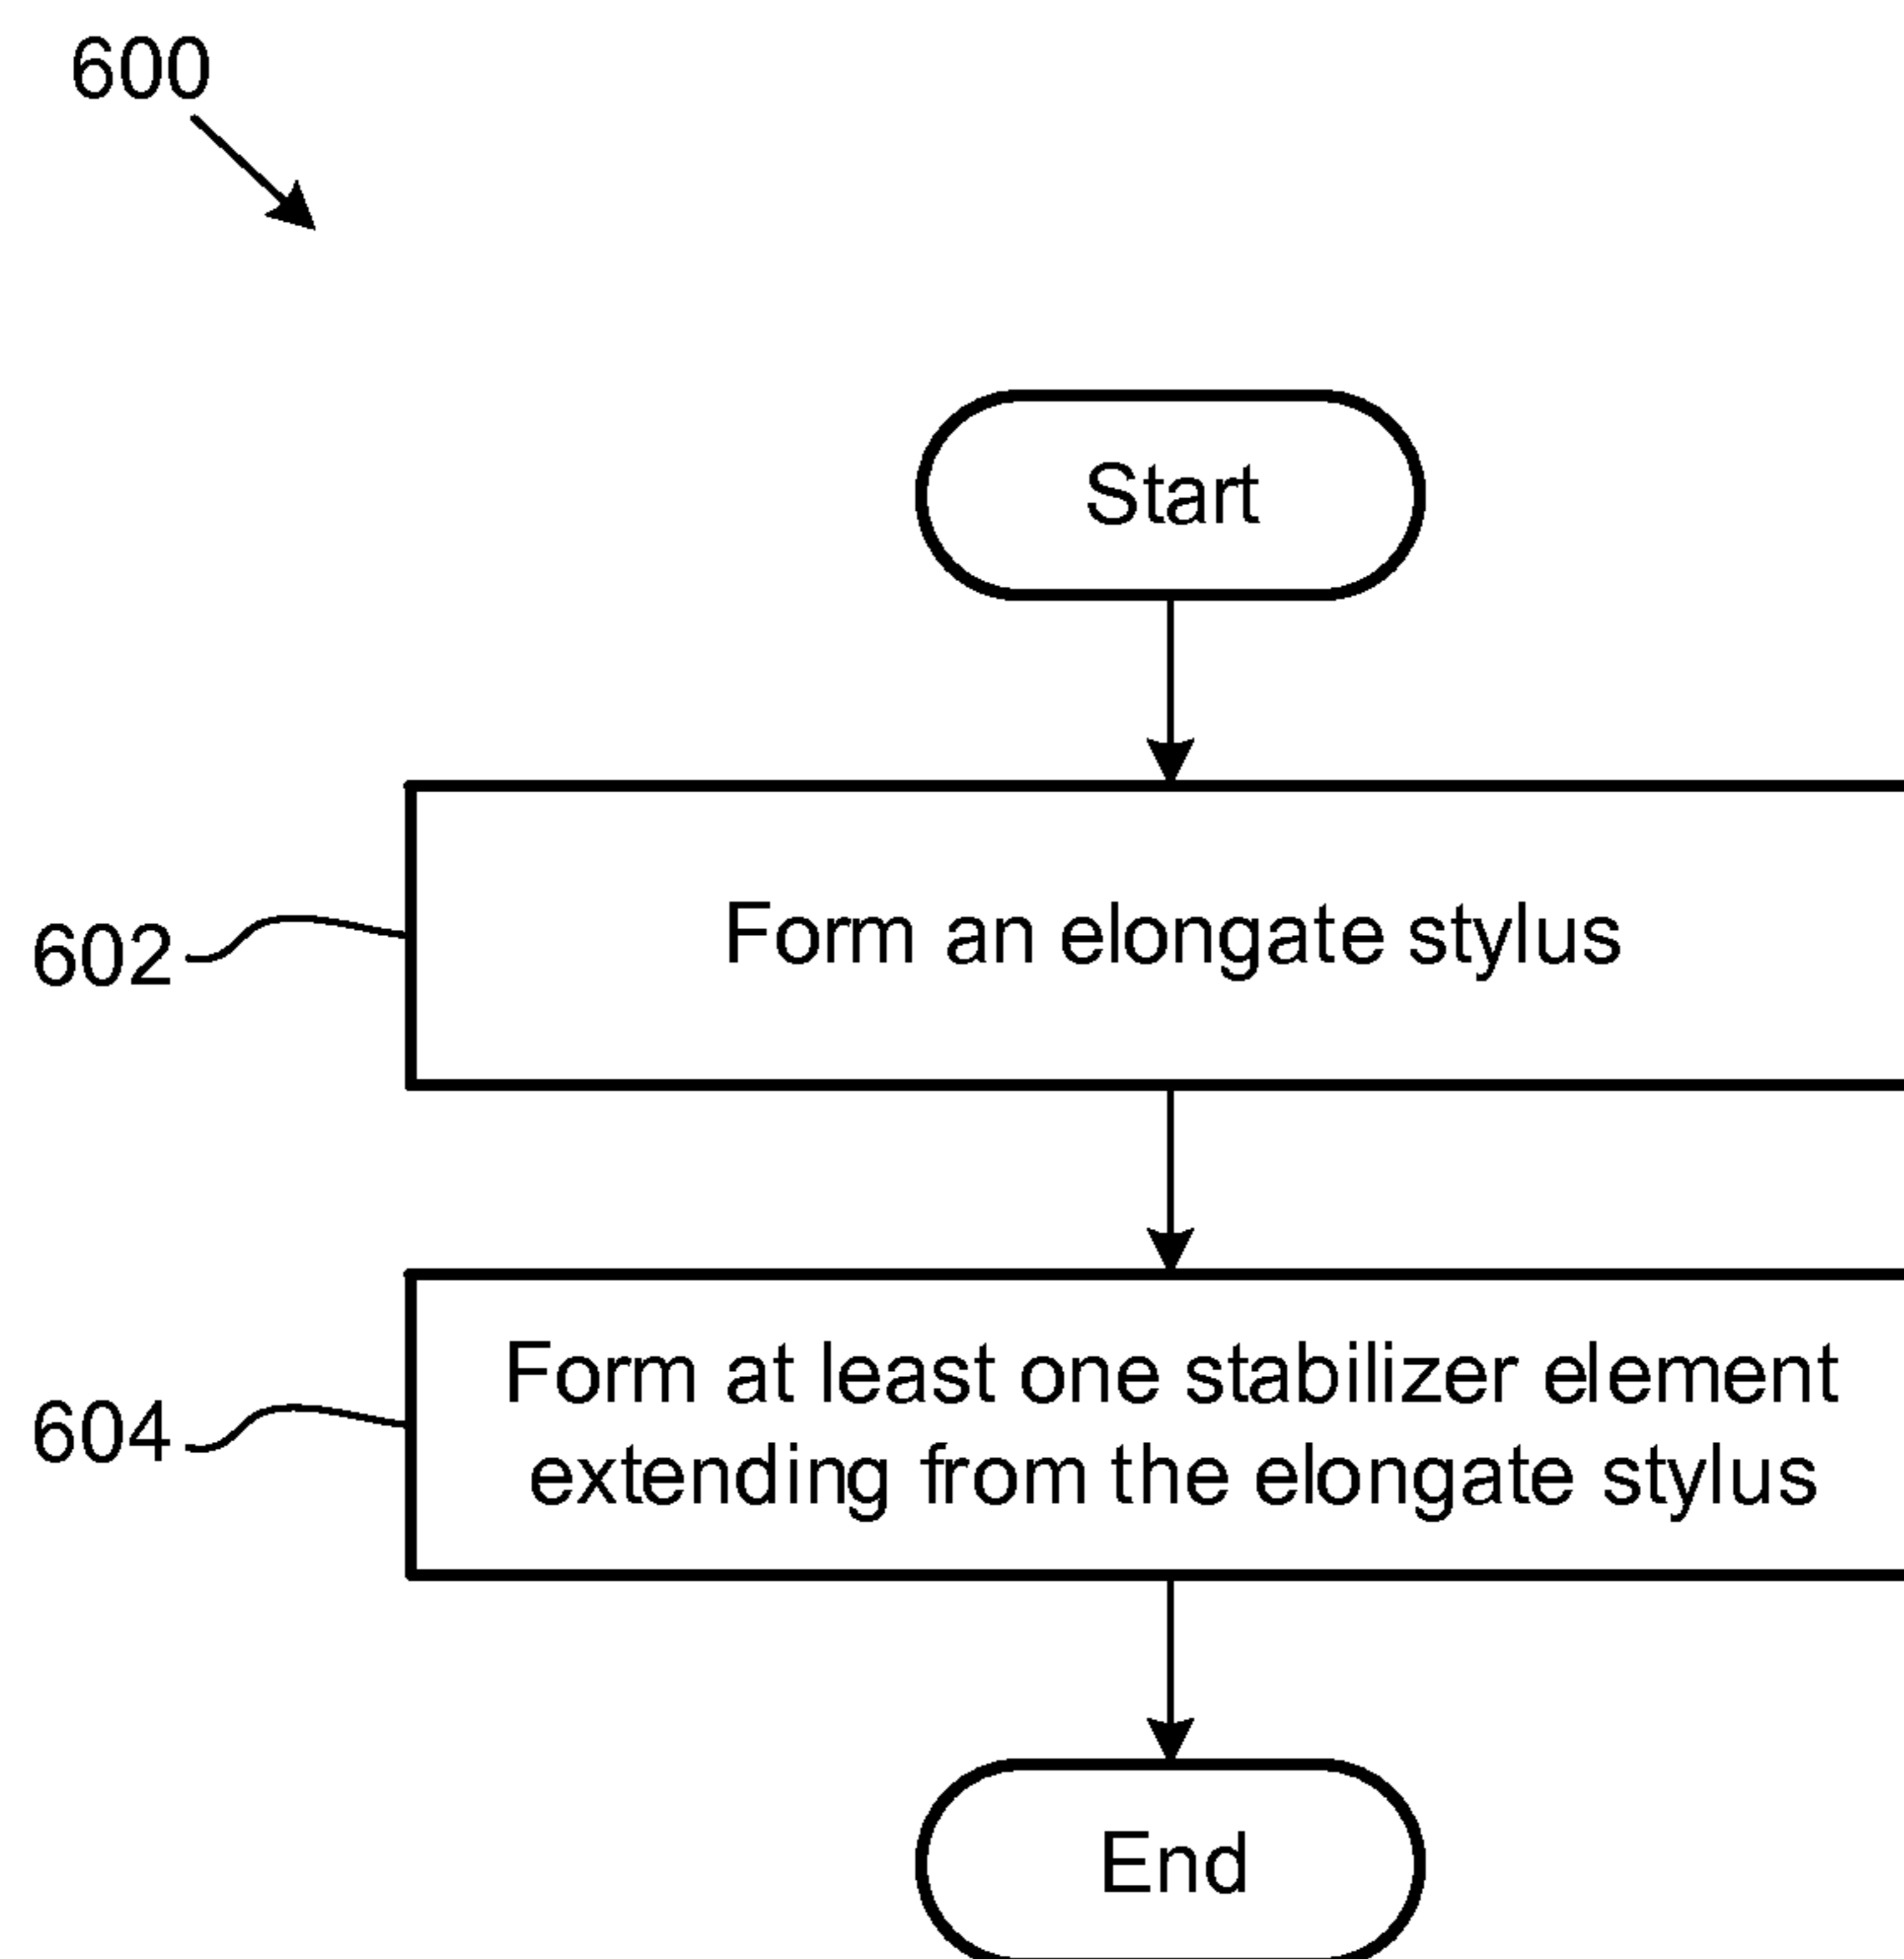 600
Start
602
Form an elongate stylus
604
Form at least one stabilizer element
extending from the elongate stylus
End